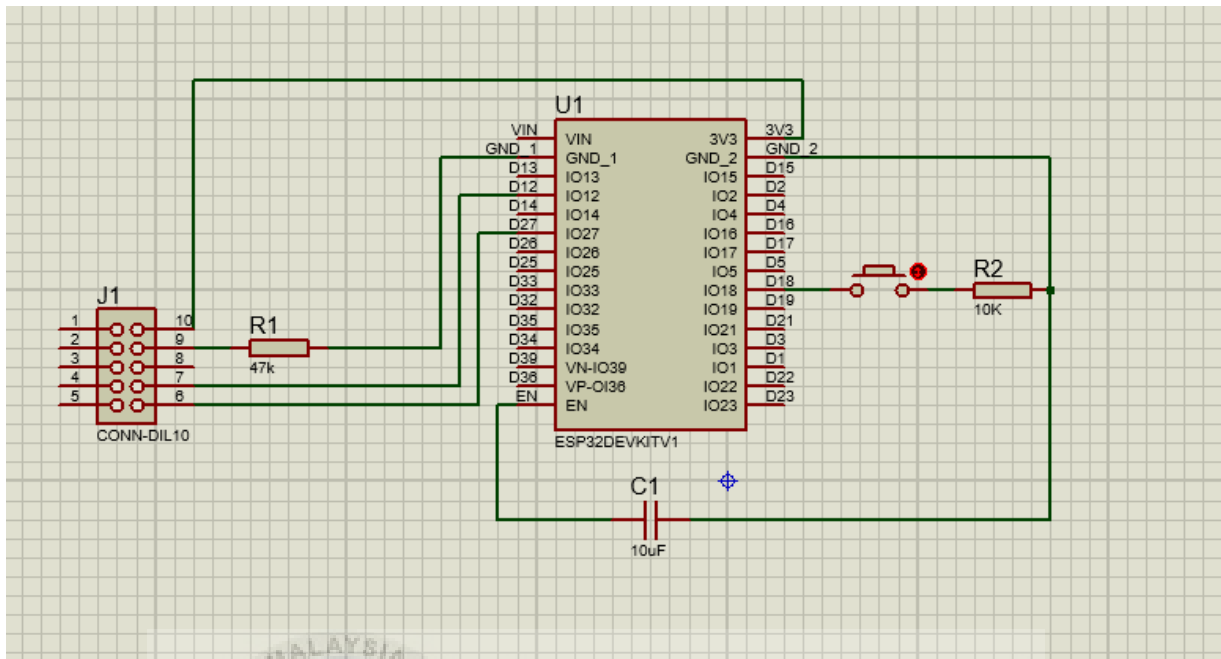 U1
VIN
GND_1
D13
D12
D14
D27
D26
D25
D33
D32
D35
D34
D39
D36
EN
VIN
GND_1
IO13
IO12
IO14
IO27
IO26
IO25
IO33
IO32
IO35
IO34
VN-IO39
VP-OI36
EN
3V3
GND_2
IO15
IO2
IO4
IO16
IO17
IO5
IO18
IO19
IO21
IO3
IO1
IO22
IO23
3V3
GND_2
D15
D2
D4
D16
D17
D5
D18
D19
D21
D3
D1
D22
D23
ESP32DEVKITV1
J1
1
2
3
4
5
10
9
8
7
6
CONN-DIL10
R1
47k
R2
10K
C1
10uF
MALAYSIA